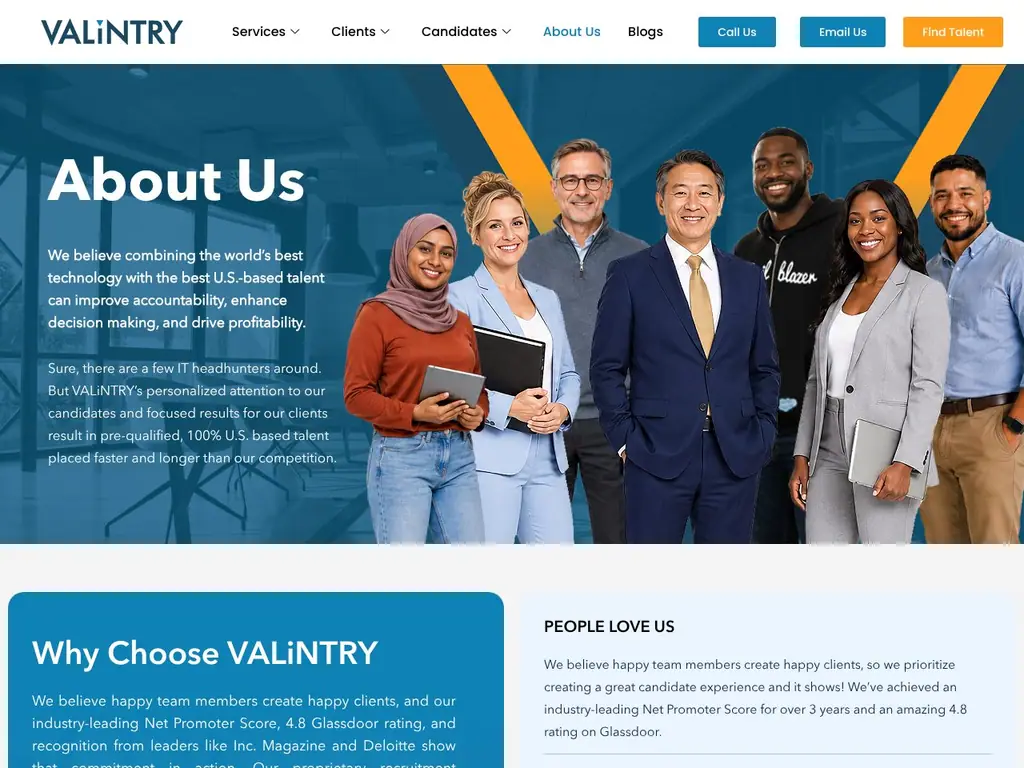 VALiNTRY
Services
Clients
Candidates
About Us
Blogs
Call Us
Email Us
Find Talent
About Us
We believe combining the world's best
technology with the best U.S.-based talent
can improve accountability, enhance
decision making, and drive profitability.
Sure, there are a few IT headhunters around.
But VALiNTRY's personalized attention to our
candidates and focused results for our clients
result in pre-qualified, 100% U.S. based talent
placed faster and longer than our competition.
blazer
Why Choose VALiNTRY
We believe happy team members create happy clients, and our
industry-leading Net Promoter Score, 4.8 Glassdoor rating, and
recognition from leaders like Inc. Magazine and Deloitte show
that commitment in action. Our proprietary recruitment
PEOPLE LOVE US
We believe happy team members create happy clients, so we prioritize
creating a great candidate experience and it shows! We've achieved an
industry-leading Net Promoter Score for over 3 years and an amazing 4.8
rating on Glassdoor.